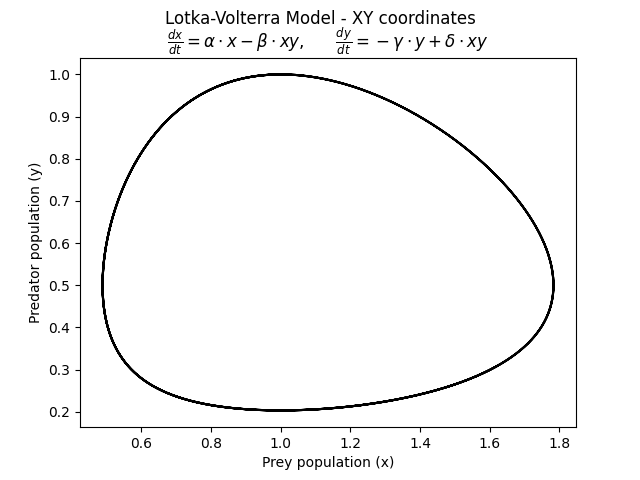 Lotka-Volterra Model - XY coordinates
dx/dt = α · x − β · xy,  dy/dt = − γ · y + δ · xy
1.0
0.9
0.8
0.7
0.6
0.5
0.4
0.3
0.2
Predator population (y)
0.6 0.8 1.0 1.2 1.4 1.6 1.8
Prey population (x)